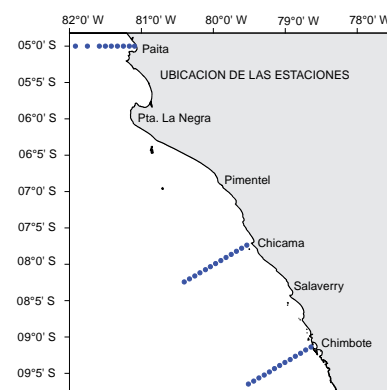 82°0' W 81°0' W 80°0' W 79°0' W 78°0' W
05°0' S
Paita
UBICACION DE LAS ESTACIONES
05°5' S
06°0' S
Pta. La Negra
06°5' S
07°0' S
Pimentel
07°5' S
Chicama
08°0' S
Salaverry
08°5' S
09°0' S
Chimbote
09°5' S